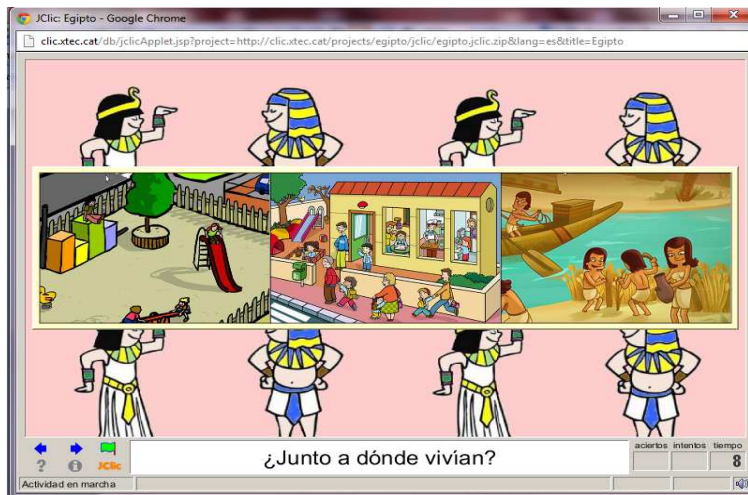 JClic: Egipto - Google Chrome
clic.xtec.cat/db/jclicApplet.jsp?project=http://clic.xtec.cat/projects/egipto/jclic/egipto.jclic.zip&lang=es&title=Egipto
¿Junto a dónde vivían?
aciertos intentos tiempo
8
JClic
Actividad en marcha